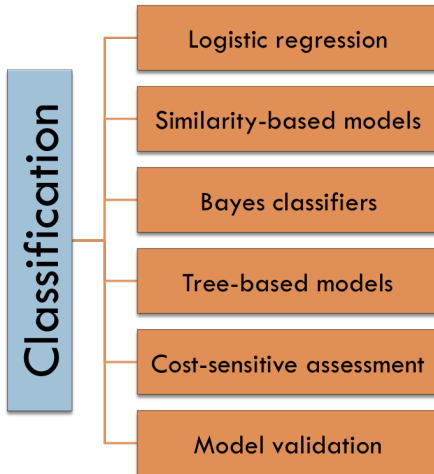 Classification
Logistic regression
Similarity-based models
Bayes classifiers
Tree-based models
Cost-sensitive assessment
Model validation